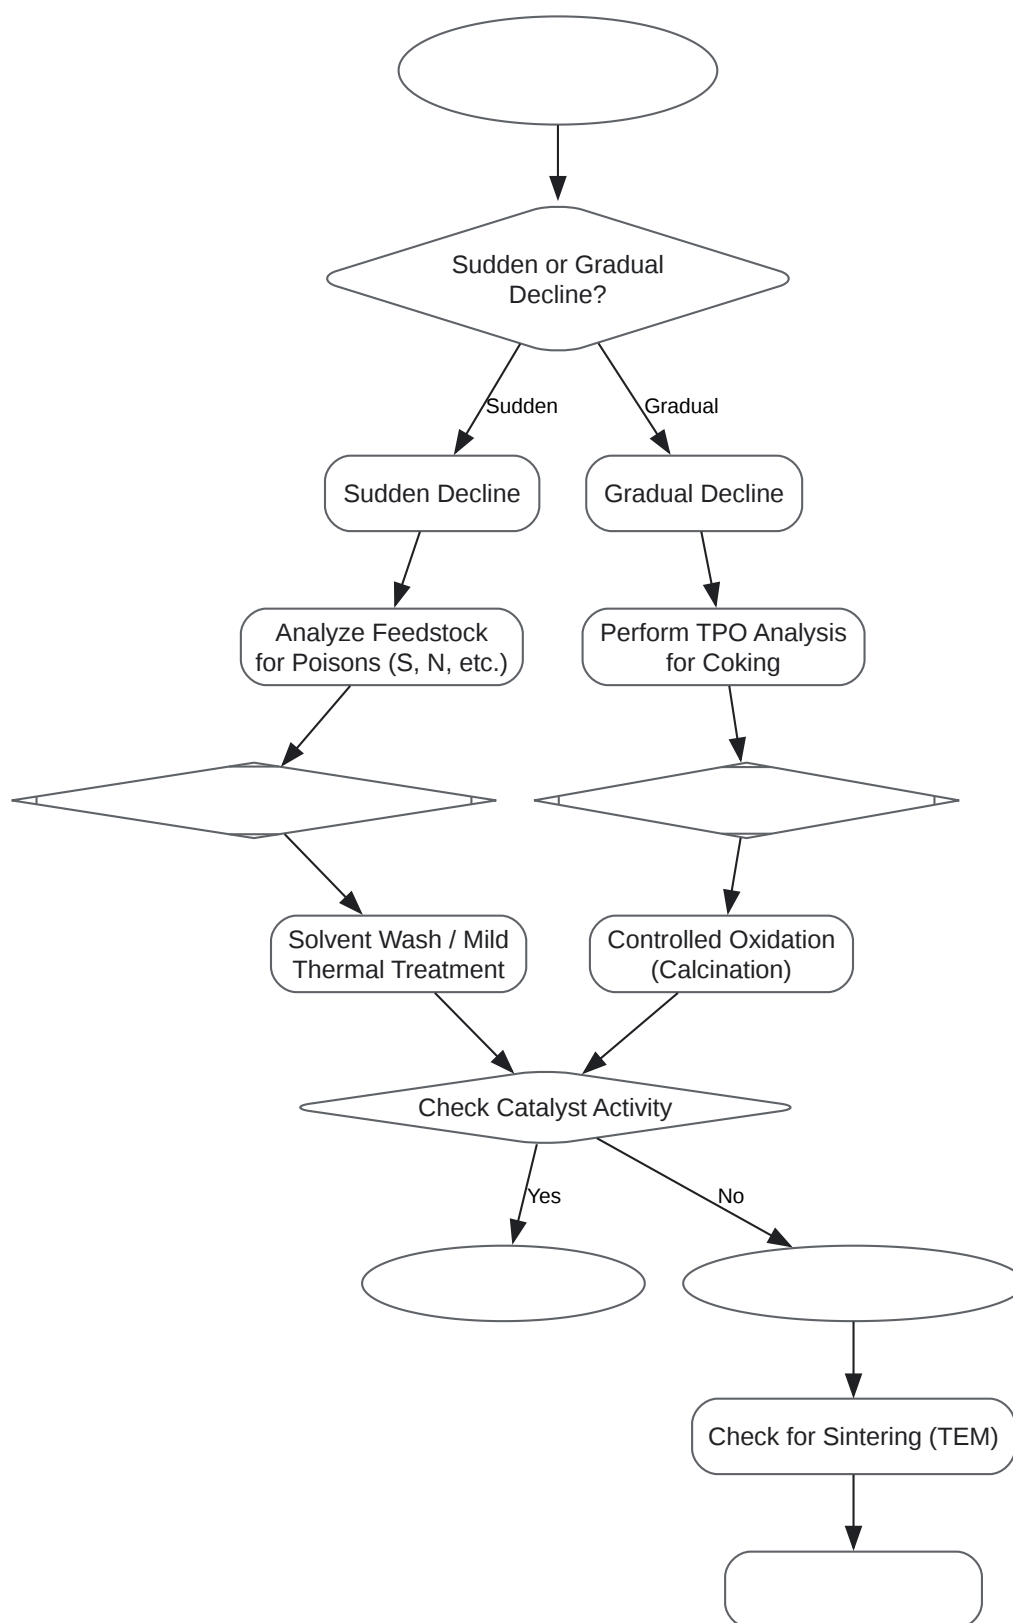 Sudden or Gradual
Decline?
Sudden
Gradual
Sudden Decline
Gradual Decline
Analyze Feedstock
for Poisons (S, N, etc.)
Perform TPO Analysis
for Coking
Solvent Wash / Mild
Thermal Treatment
Controlled Oxidation
(Calcination)
Check Catalyst Activity
Yes
No
Check for Sintering (TEM)